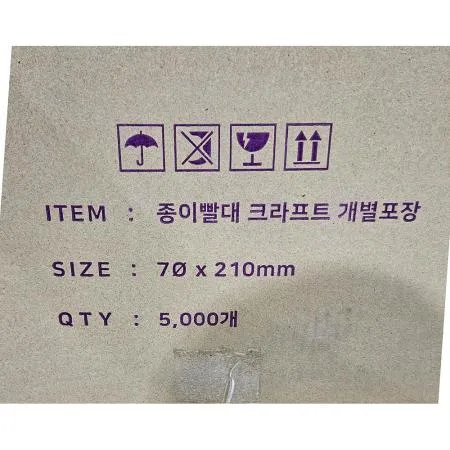 ITEM : 종이빨대 크라프트 개별포장
SIZE : 7Ø x 210mm
QTY : 5,000개